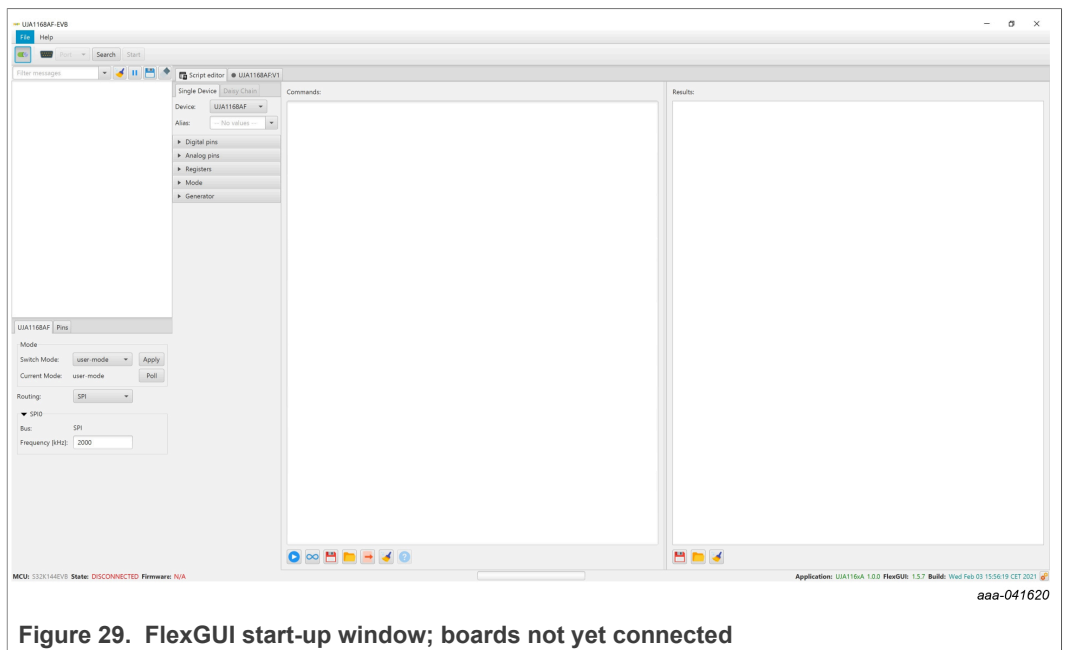 UJA1168AF-EVB
File Help
Port Search Start
Filter messages
Script editor UJA1168AF:V1
Single Device Daisy Chain
Device: UJA1168AF
Alias: -- No values --
Digital pins
Analog pins
Registers
Mode
Generator
Commands:
Results:
UJA1168AF Pins
Mode
Switch Mode: user-mode Apply
Current Mode: user-mode Poll
Routing: SPI
SPI0
Bus: SPI
Frequency [kHz]: 2000
MCU: S32K144EVB State: DISCONNECTED Firmware: N/A
Application: UJA116xA 1.0.0 FlexGUI: 1.5.7 Build: Wed Feb 03 15:56:19 CET 2021
aaa-041620
Figure 29. FlexGUI start-up window; boards not yet connected